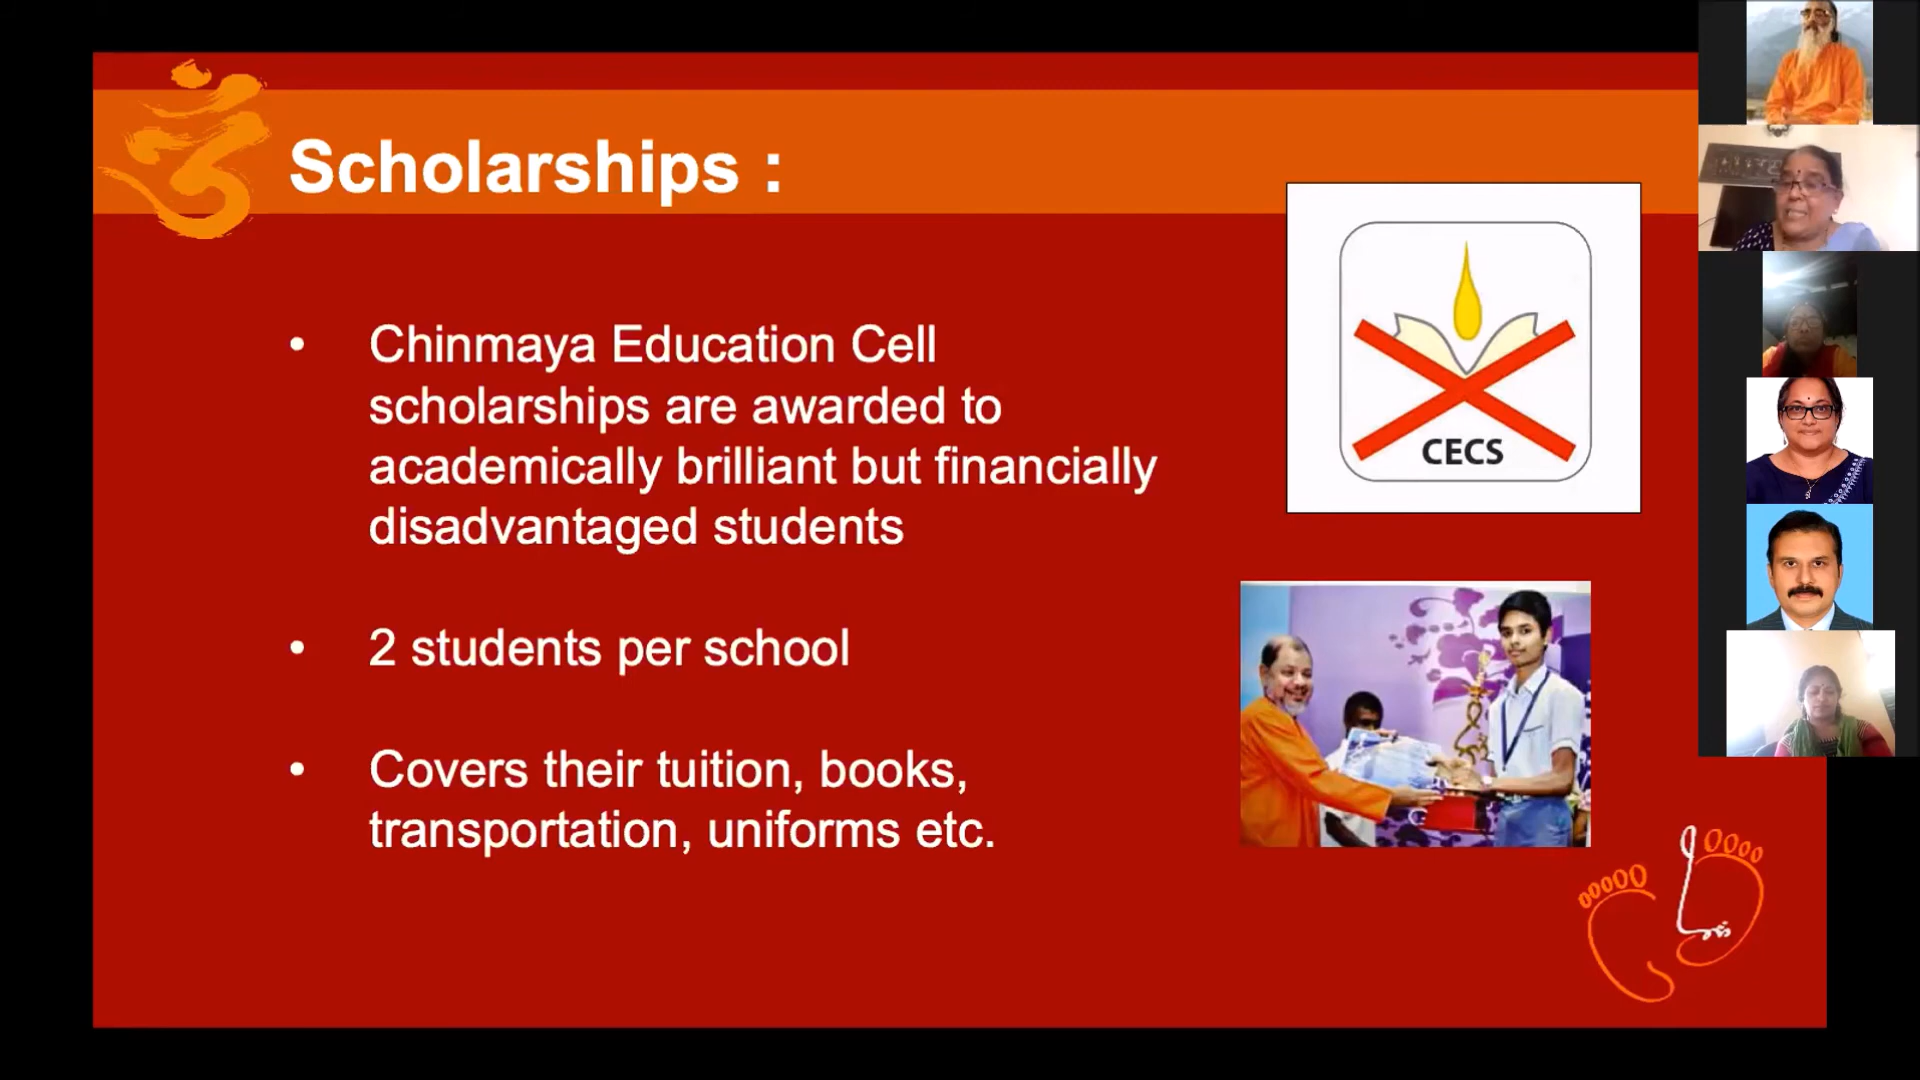 Scholarships :
• Chinmaya Education Cell
scholarships are awarded to
academically brilliant but financially
disadvantaged students
• 2 students per school
• Covers their tuition, books,
transportation, uniforms etc.
CECS